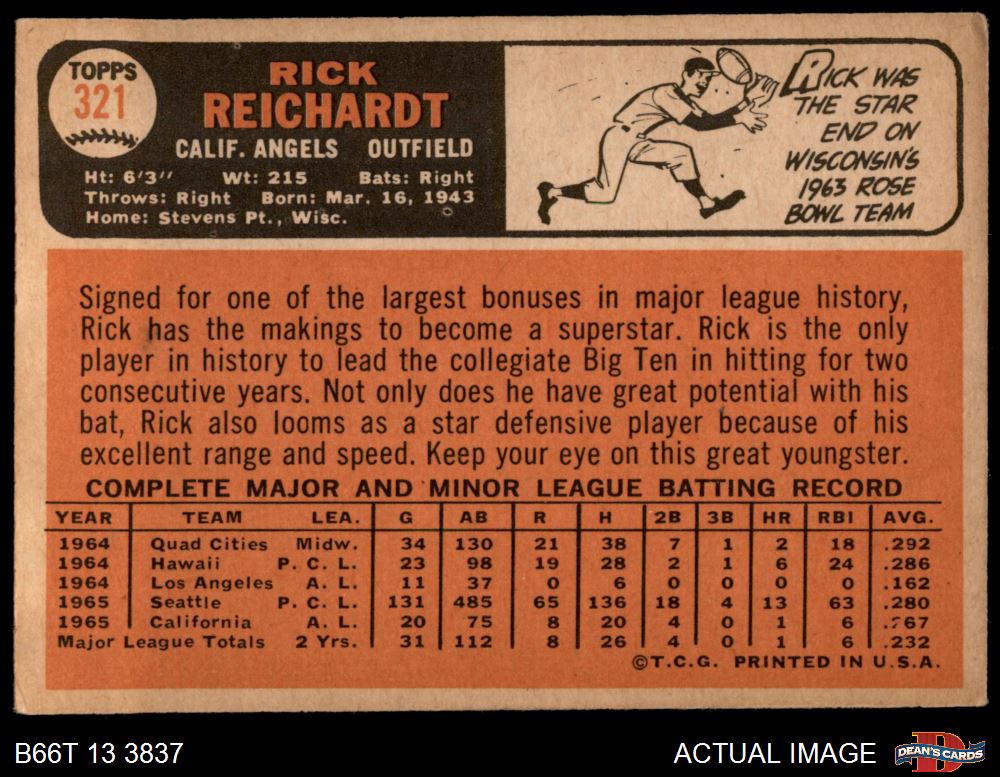 TOPPS
321
RICK
REICHARDT
CALIF. ANGELS OUTFIELD
Ht: 6'3" Wt: 215 Bats: Right
Throws: Right Born: Mar. 16, 1943
Home: Stevens Pt., Wisc.
RICK WAS
THE STAR
END ON
WISCONSIN'S
1963 ROSE
BOWL TEAM
Signed for one of the largest bonuses in major league history,
Rick has the makings to become a superstar. Rick is the only
player in history to lead the collegiate Big Ten in hitting for two
consecutive years. Not only does he have great potential with his
bat, Rick also looms as a star defensive player because of his
excellent range and speed. Keep your eye on this great youngster.
COMPLETE MAJOR AND MINOR LEAGUE BATTING RECORD
YEAR TEAM LEA. G AB R H 2B 3B HR RBI AVG.
1964 Quad Cities Midw. 34 130 21 38 7 1 2 18 .292
1964 Hawaii P. C. L. 23 98 19 28 2 1 6 24 .286
1964 Los Angeles A. L. 11 37 0 6 0 0 0 0 .162
1965 Seattle P. C. L. 131 485 65 136 18 4 13 63 .280
1965 California A. L. 20 75 8 20 4 0 1 6 .267
Major League Totals 2 Yrs. 31 112 8 26 4 0 1 6 .232
©T.C.G. PRINTED IN U.S.A.
B66T 13 3837
ACTUAL IMAGE
D
DEAN'S CARDS